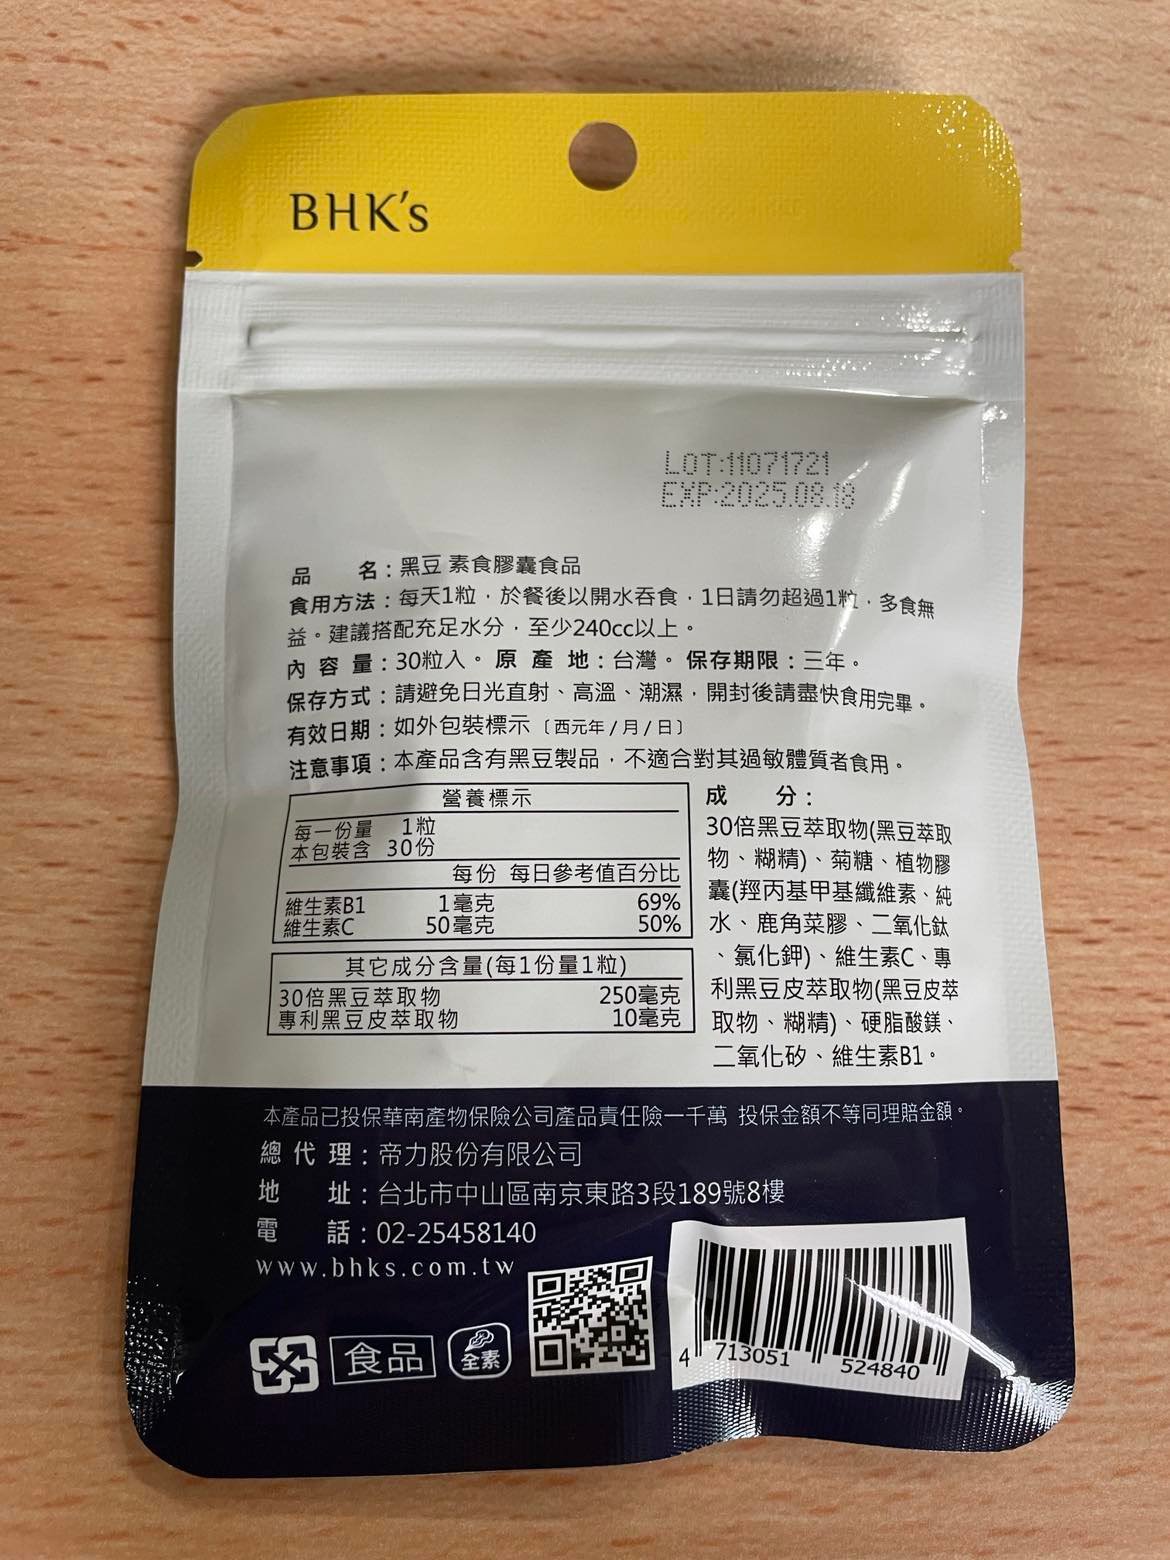 BHK's
LOT:11071721
EXP:2025.08.18
品 名：黑豆 素食膠囊食品
食用方法：每天1粒，於餐後以開水吞食，1日請勿超過1粒，多食無
益。建議搭配充足水分，至少240cc以上。
內 容 量：30粒入。原 產 地：台灣。保存期限：三年。
保存方式：請避免日光直射、高溫、潮濕，開封後請盡快食用完畢。
有效日期：如外包裝標示〔西元年/月/日〕
注意事項：本產品含有黑豆製品，不適合對其過敏體質者食用。
營養標示
每一份量 1粒
本包裝含 30份
每份 每日參考值百分比
維生素B1 1毫克 69%
維生素C 50毫克 50%
其它成分含量(每1份量1粒)
30倍黑豆萃取物 250毫克
專利黑豆皮萃取物 10毫克
成 分：
30倍黑豆萃取物(黑豆萃取
物、糊精)、菊糖、植物膠
囊(羥丙基甲基纖維素、純
水、鹿角菜膠、二氧化鈦
、氯化鉀)、維生素C、專
利黑豆皮萃取物(黑豆皮萃
取物、糊精)、硬脂酸鎂、
二氧化矽、維生素B1。
本產品已投保華南產物保險公司產品責任險一千萬 投保金額不等同理賠金額。
總 代 理：帝力股份有限公司
地 址：台北市中山區南京東路3段189號8樓
電 話：02-25458140
www.bhks.com.tw
食品
全素
4 713051 524840